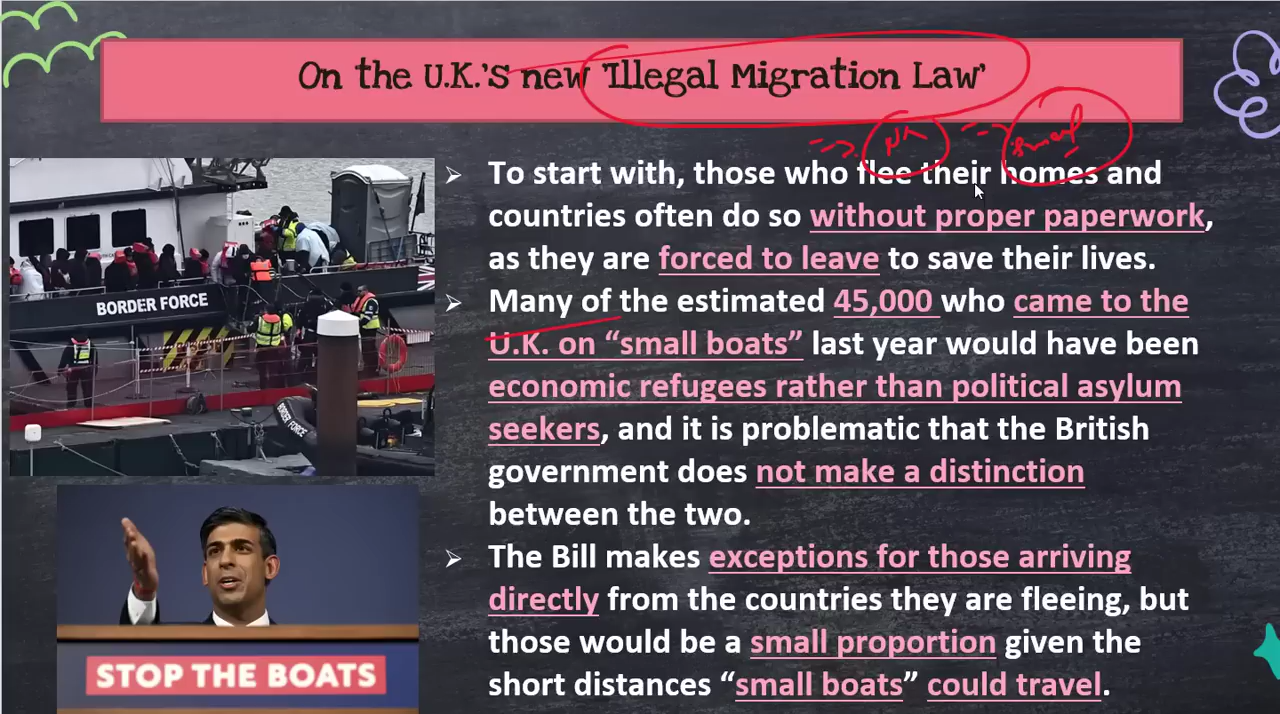 On the U.K.'s new 'Illegal Migration Law'
To start with, those who flee their homes and
countries often do so without proper paperwork,
as they are forced to leave to save their lives.
Many of the estimated 45,000 who came to the
U.K. on “small boats” last year would have been
economic refugees rather than political asylum
seekers, and it is problematic that the British
government does not make a distinction
between the two.
The Bill makes exceptions for those arriving
directly from the countries they are fleeing, but
those would be a small proportion given the
short distances “small boats” could travel.
BORDER FORCE
BORDER FORCE
STOP THE BOATS